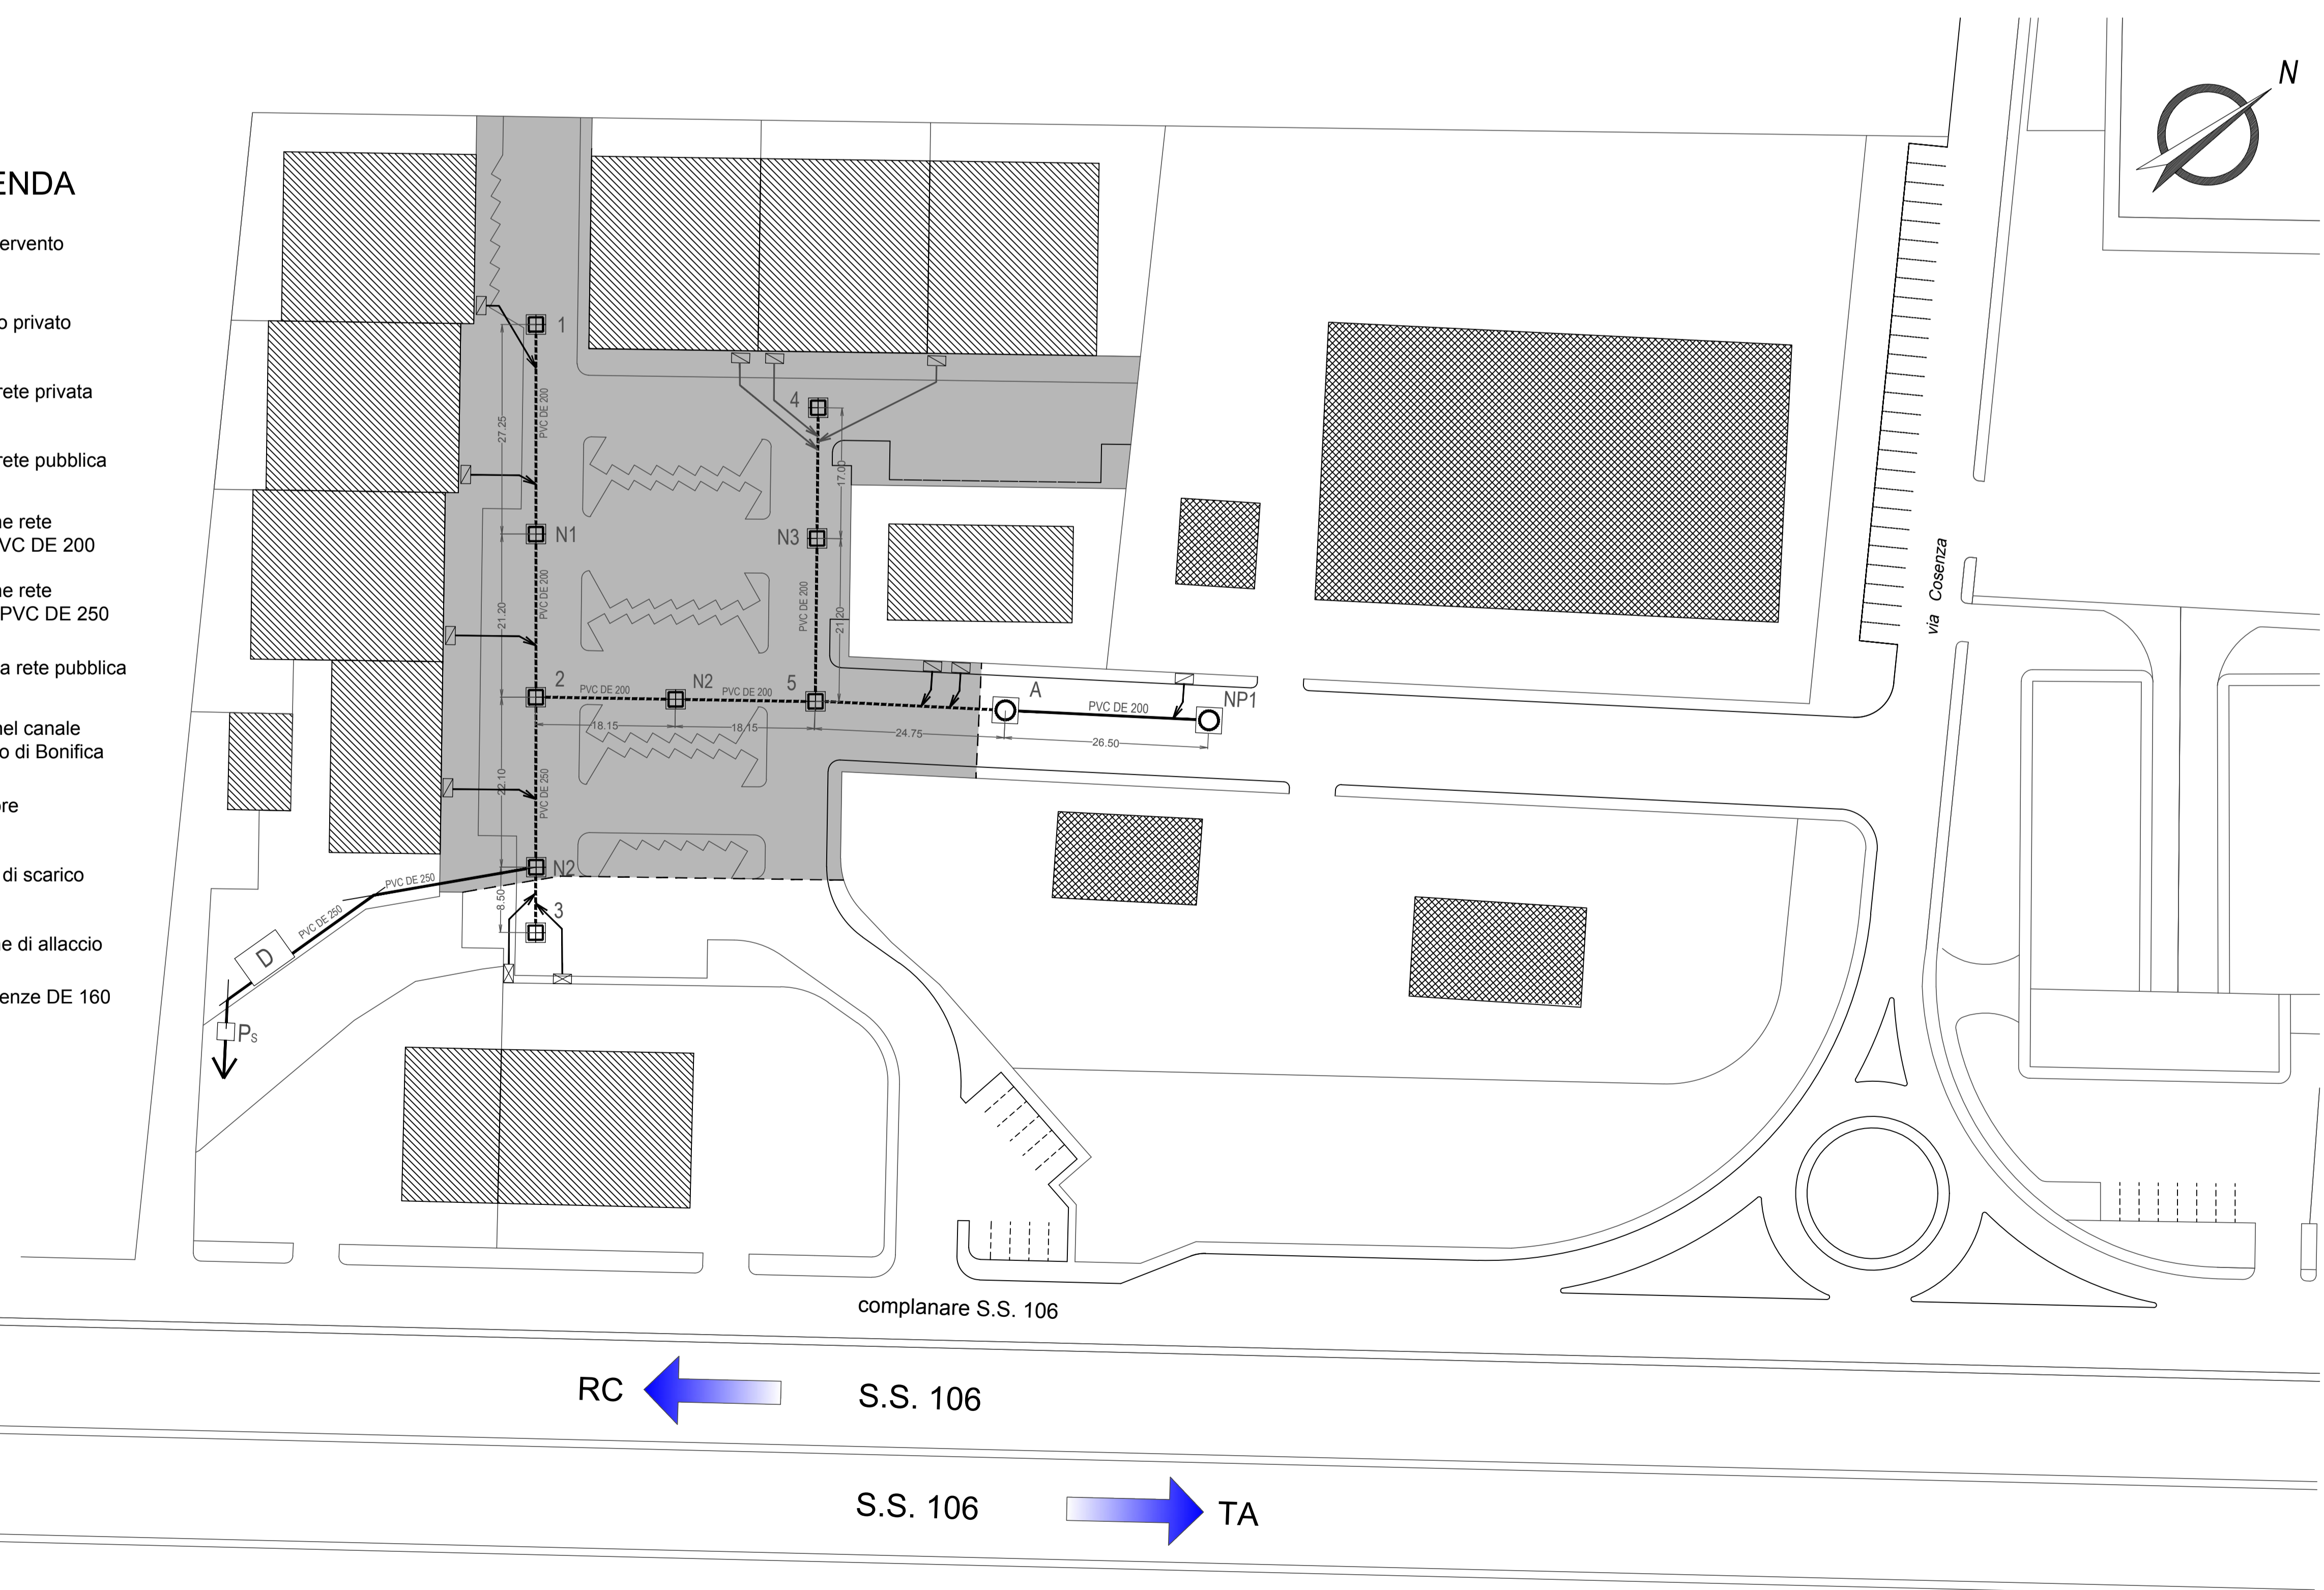 ENDA
ervento
o privato
rete privata
rete pubblica
ne rete
VC DE 200
ne rete
PVC DE 250
a rete pubblica
nel canale
o di Bonifica
ore
di scarico
ne di allaccio
enze DE 160
N
1
27.25
PVC DE 200
4
17.00
N1
N3
21.20
PVC DE 200
PVC DE 200
21.20
via Cosenza
2
PVC DE 200
N2
PVC DE 200
5
A
PVC DE 200
NP1
18.15
18.15
24.75
26.50
22.10
PVC DE 250
N2
PVC DE 250
8.50
3
PVC DE 250
D
PS
complanare S.S. 106
RC
S.S. 106
S.S. 106
TA